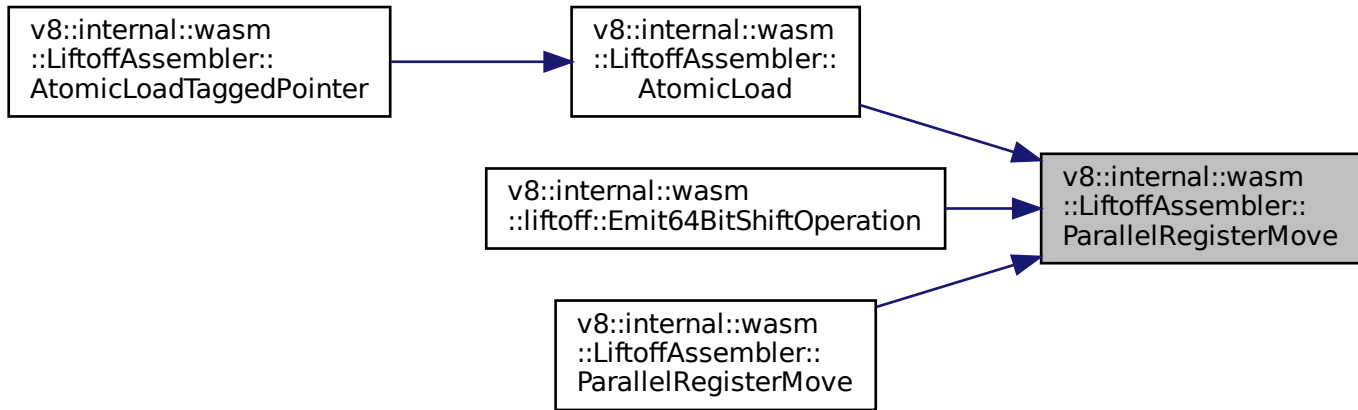 v8::internal::wasm
::LiftoffAssembler::
AtomicLoadTaggedPointer
v8::internal::wasm
::LiftoffAssembler::
AtomicLoad
v8::internal::wasm
::liftoff::Emit64BitShiftOperation
v8::internal::wasm
::LiftoffAssembler::
ParallelRegisterMove
v8::internal::wasm
::LiftoffAssembler::
ParallelRegisterMove